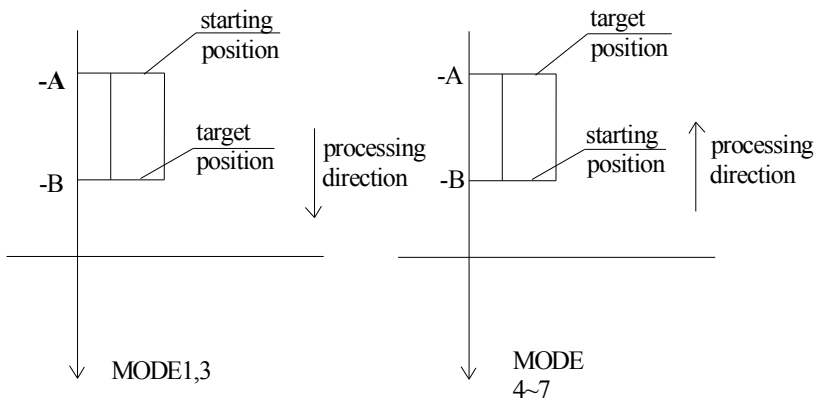 starting
position
-A
target
position
-B
processing
direction
MODE1,3
target
position
-A
starting
position
-B
processing
direction
MODE
4~7